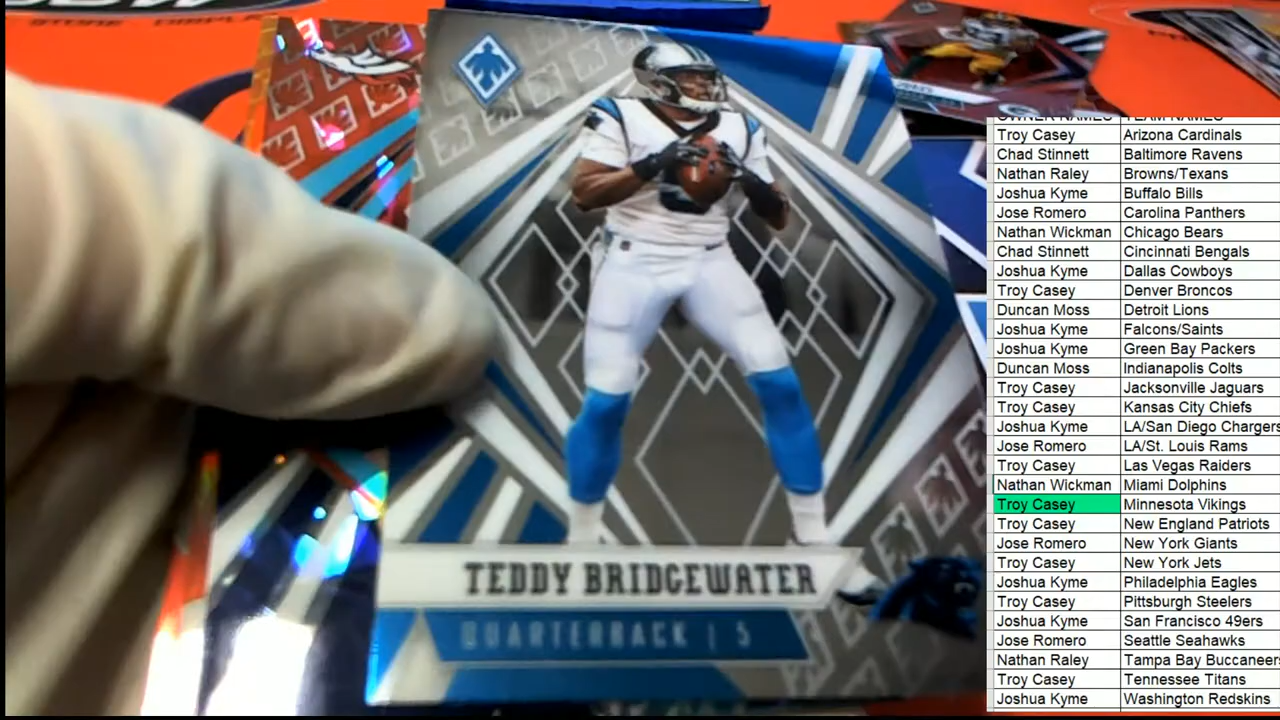 TEDDY BRIDGEWATER
QUARTERBACK | 5
OWNER NAMES TEAM NAMES
Troy Casey Arizona Cardinals
Chad Stinnett Baltimore Ravens
Nathan Raley Browns/Texans
Joshua Kyme Buffalo Bills
Jose Romero Carolina Panthers
Nathan Wickman Chicago Bears
Chad Stinnett Cincinnati Bengals
Joshua Kyme Dallas Cowboys
Troy Casey Denver Broncos
Duncan Moss Detroit Lions
Joshua Kyme Falcons/Saints
Joshua Kyme Green Bay Packers
Duncan Moss Indianapolis Colts
Troy Casey Jacksonville Jaguars
Troy Casey Kansas City Chiefs
Joshua Kyme LA/San Diego Chargers
Jose Romero LA/St. Louis Rams
Troy Casey Las Vegas Raiders
Nathan Wickman Miami Dolphins
Troy Casey Minnesota Vikings
Troy Casey New England Patriots
Jose Romero New York Giants
Troy Casey New York Jets
Joshua Kyme Philadelphia Eagles
Troy Casey Pittsburgh Steelers
Joshua Kyme San Francisco 49ers
Jose Romero Seattle Seahawks
Nathan Raley Tampa Bay Buccaneers
Troy Casey Tennessee Titans
Joshua Kyme Washington Redskins